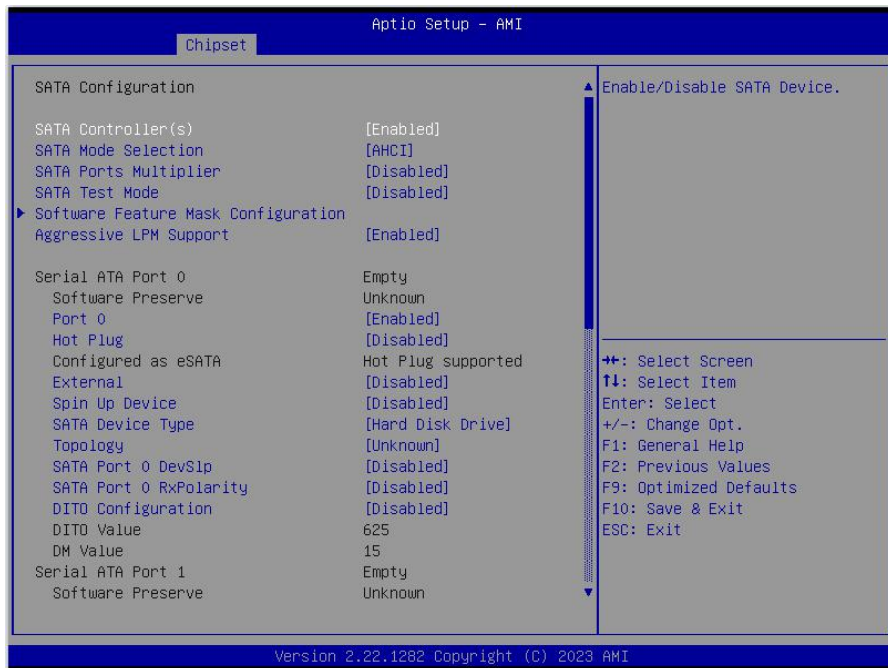 Aptio Setup – AMI
Chipset
SATA Configuration
SATA Controller(s) [Enabled]
SATA Mode Selection [AHCI]
SATA Ports Multiplier [Disabled]
SATA Test Mode [Disabled]
Software Feature Mask Configuration
Aggressive LPM Support [Enabled]
Serial ATA Port 0 Empty
Software Preserve Unknown
Port 0 [Enabled]
Hot Plug [Disabled]
Configured as eSATA Hot Plug supported
External [Disabled]
Spin Up Device [Disabled]
SATA Device Type [Hard Disk Drive]
Topology [Unknown]
SATA Port 0 DevSlp [Disabled]
SATA Port 0 RxPolarity [Disabled]
DITO Configuration [Disabled]
DITO Value 625
DM Value 15
Serial ATA Port 1 Empty
Software Preserve Unknown
Enable/Disable SATA Device.
→←: Select Screen
↑↓: Select Item
Enter: Select
+/-: Change Opt.
F1: General Help
F2: Previous Values
F9: Optimized Defaults
F10: Save & Exit
ESC: Exit
Version 2.22.1282 Copyright (C) 2023 AMI